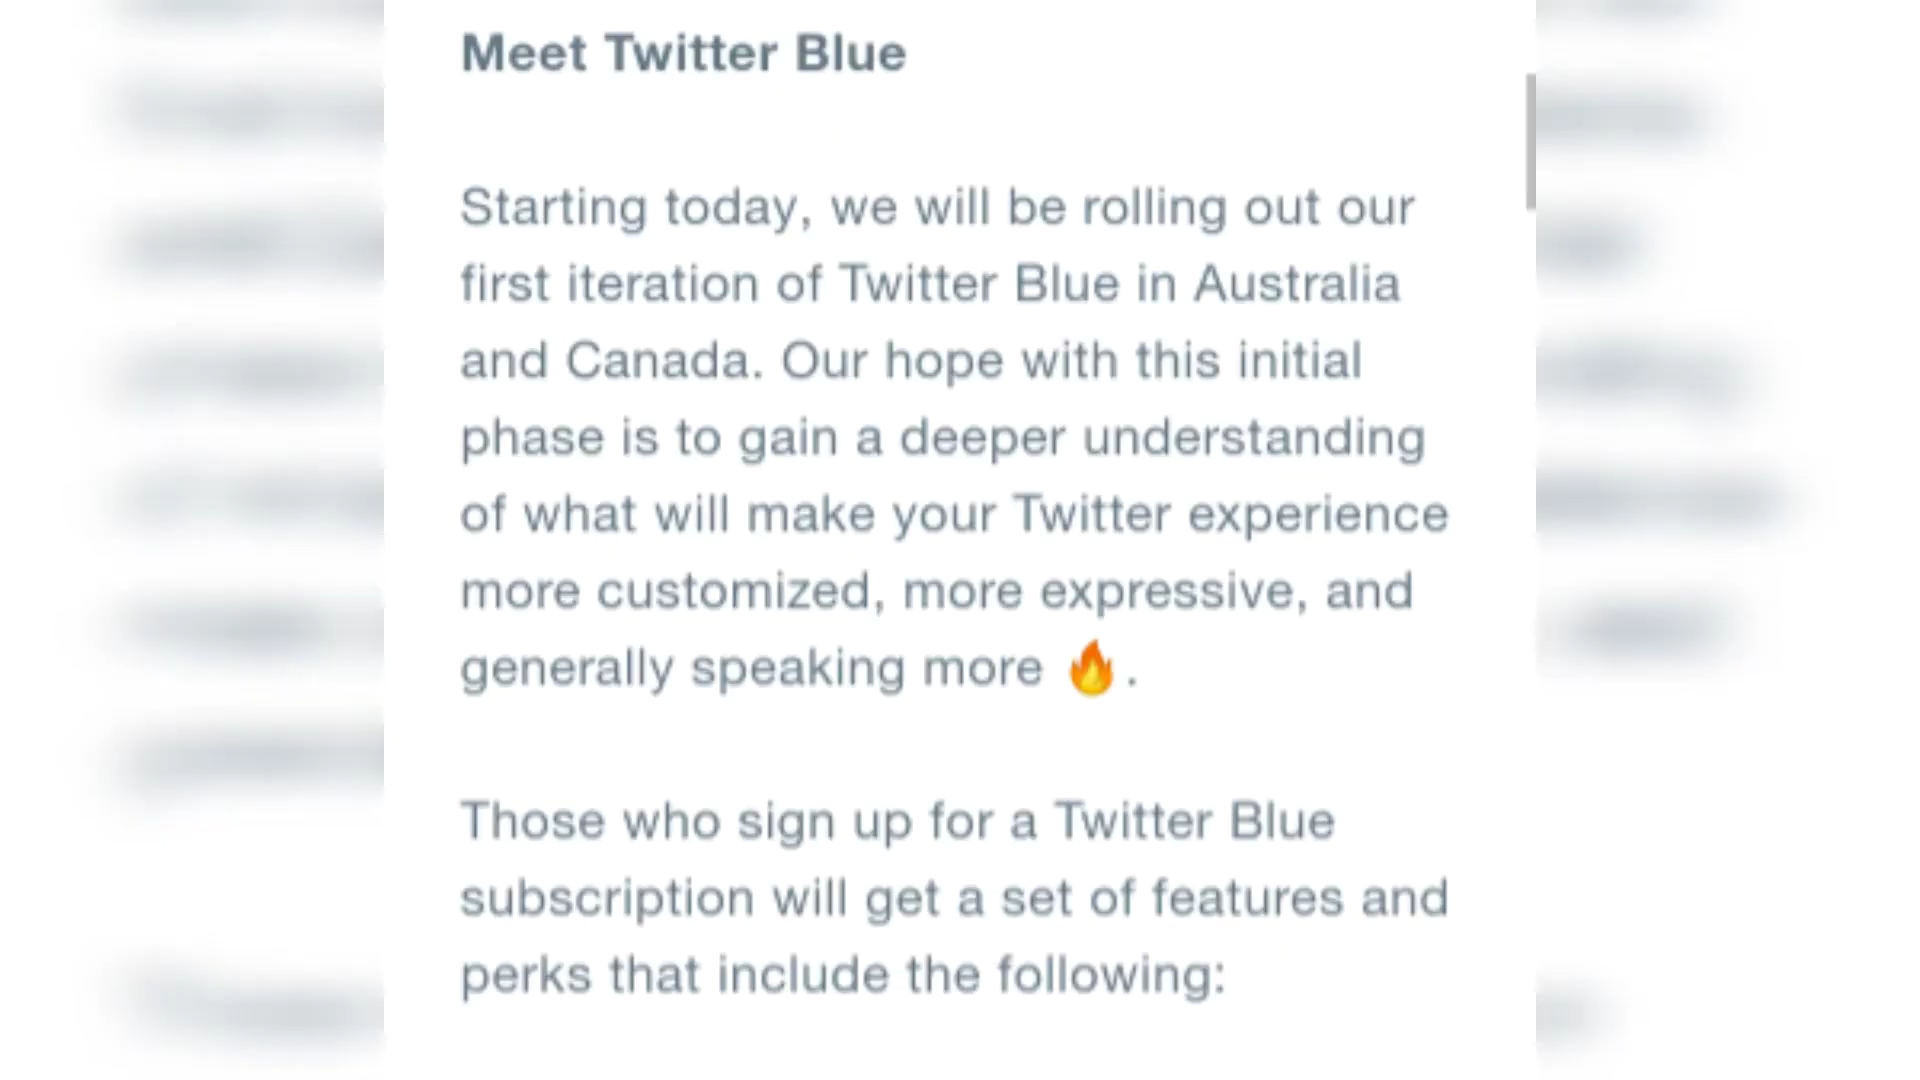 Meet Twitter Blue
Starting today, we will be rolling out our
first iteration of Twitter Blue in Australia
and Canada. Our hope with this initial
phase is to gain a deeper understanding
of what will make your Twitter experience
more customized, more expressive, and
generally speaking more 🔥.
Those who sign up for a Twitter Blue
subscription will get a set of features and
perks that include the following: